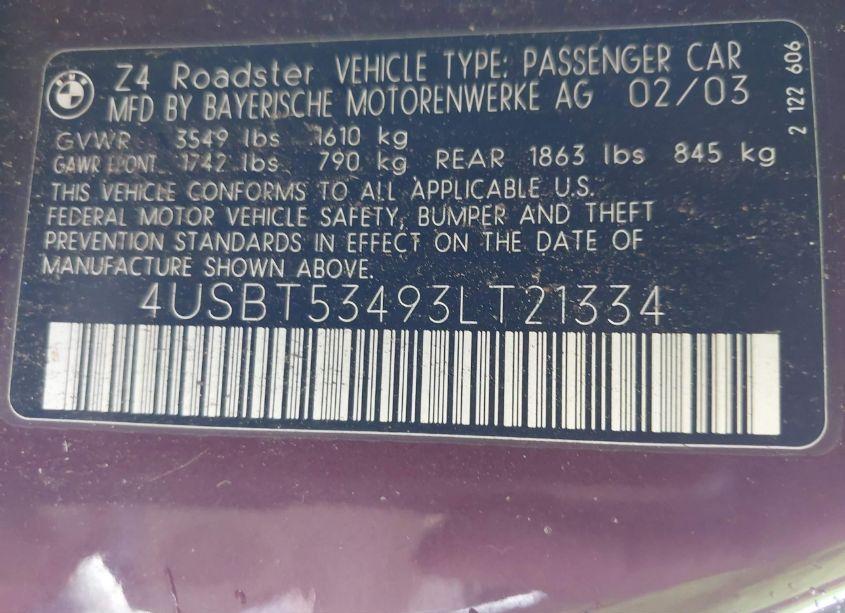 Z4 Roadster VEHICLE TYPE: PASSENGER CAR
MFD BY BAYERISCHE MOTORENWERKE AG 02/03
GVWR 3549 lbs 1610 kg
GAWR FRONT 1742 lbs 790 kg REAR 1863 lbs 845 kg
THIS VEHICLE CONFORMS TO ALL APPLICABLE U.S.
FEDERAL MOTOR VEHICLE SAFETY, BUMPER AND THEFT
PREVENTION STANDARDS IN EFFECT ON THE DATE OF
MANUFACTURE SHOWN ABOVE.
4USBT53493LT21334
2 122 606